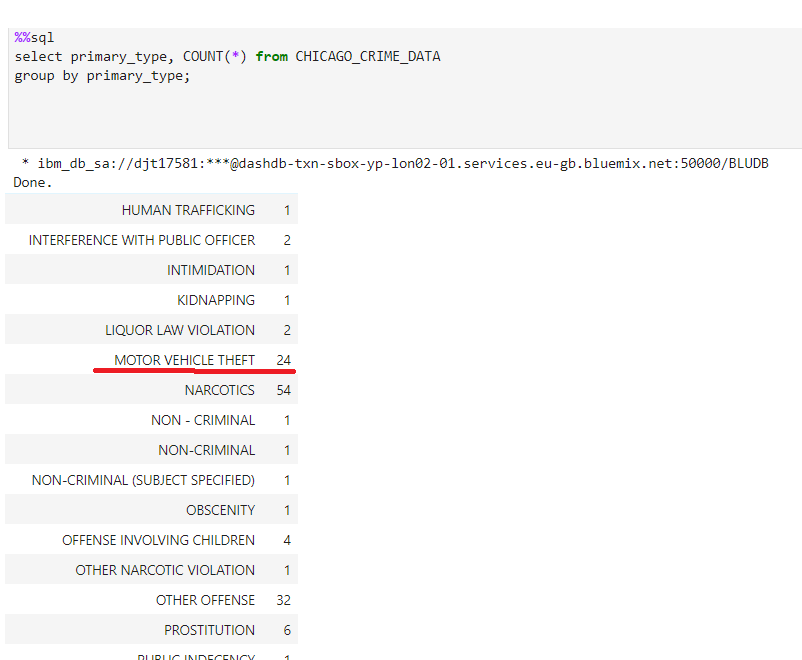 %%sql
select primary_type, COUNT(*) from CHICAGO_CRIME_DATA
group by primary_type;
* ibm_db_sa://djt17581:***@dashdb-txn-sbox-yp-lon02-01.services.eu-gb.bluemix.net:50000/BLUDB
Done.
HUMAN TRAFFICKING 1
INTERFERENCE WITH PUBLIC OFFICER 2
INTIMIDATION 1
KIDNAPPING 1
LIQUOR LAW VIOLATION 2
MOTOR VEHICLE THEFT 24
NARCOTICS 54
NON - CRIMINAL 1
NON-CRIMINAL 1
NON-CRIMINAL (SUBJECT SPECIFIED) 1
OBSCENITY 1
OFFENSE INVOLVING CHILDREN 4
OTHER NARCOTIC VIOLATION 1
OTHER OFFENSE 32
PROSTITUTION 6
PUBLIC INDECENCY 1